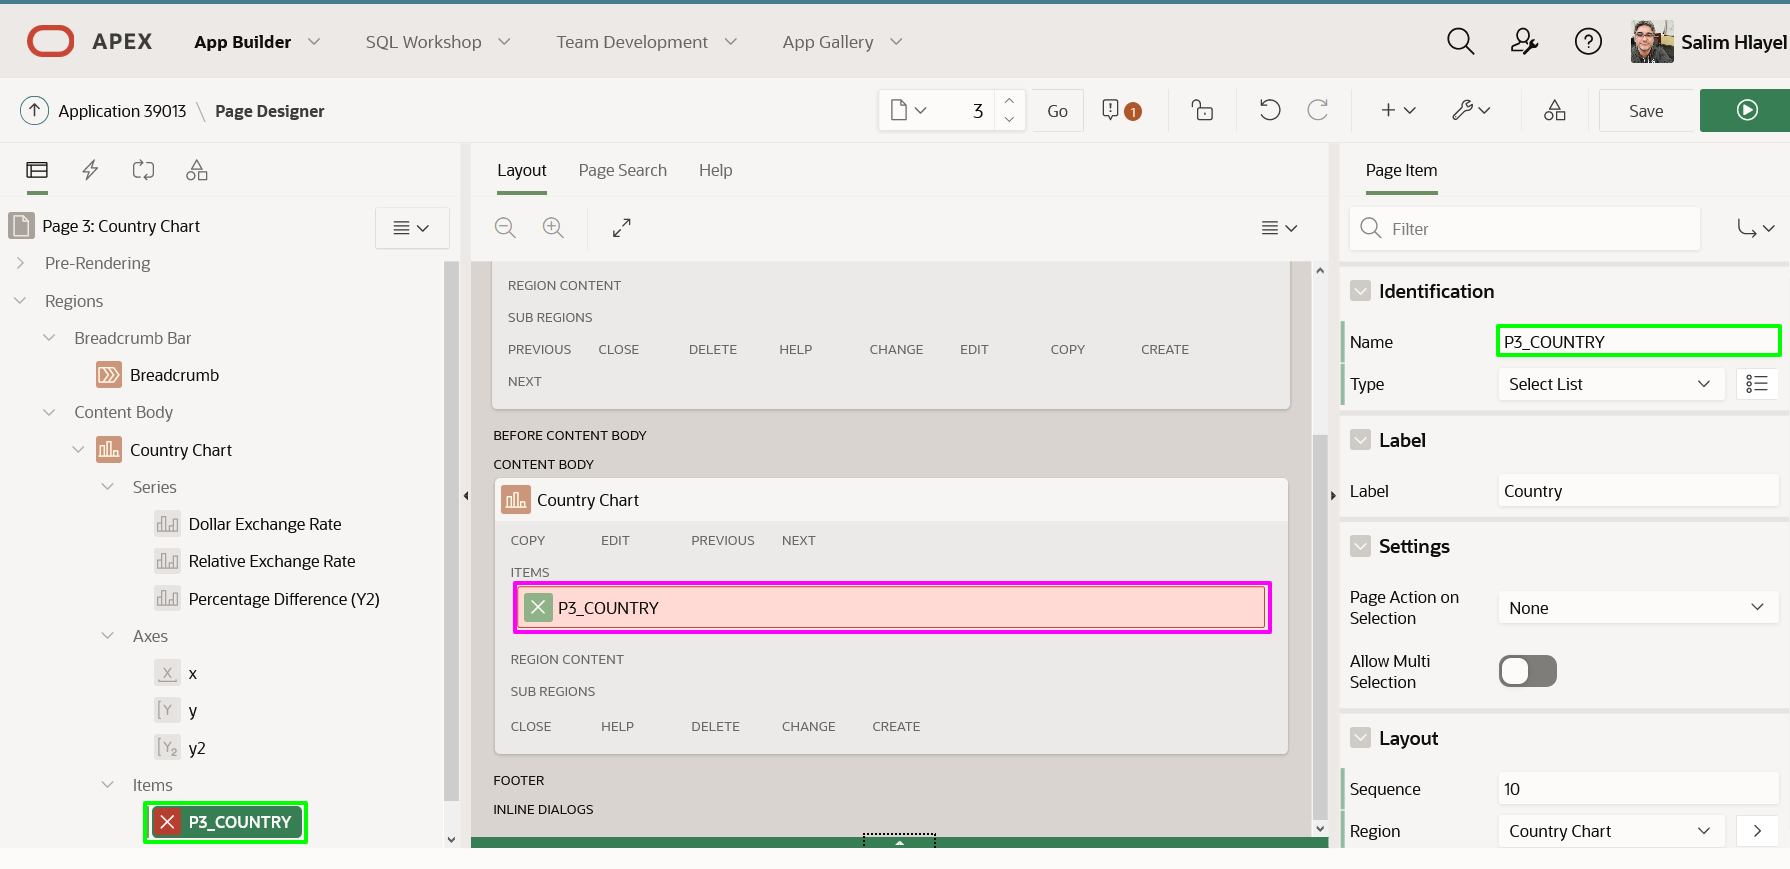 APEX App Builder SQL Workshop Team Development App Gallery Salim Hlayel
Application 39013 \ Page Designer 3 Go 1 Save
Page 3: Country Chart
Pre-Rendering
Regions
Breadcrumb Bar
Breadcrumb
Content Body
Country Chart
Series
Dollar Exchange Rate
Relative Exchange Rate
Percentage Difference (Y2)
Axes
x
y
y2
Items
P3_COUNTRY
Layout Page Search Help
REGION CONTENT
SUB REGIONS
PREVIOUS CLOSE DELETE HELP CHANGE EDIT COPY CREATE
NEXT
BEFORE CONTENT BODY
CONTENT BODY
Country Chart
COPY EDIT PREVIOUS NEXT
ITEMS
P3_COUNTRY
REGION CONTENT
SUB REGIONS
CLOSE HELP DELETE CHANGE CREATE
FOOTER
INLINE DIALOGS
Page Item
Filter
Identification
Name P3_COUNTRY
Type Select List
Label
Label Country
Settings
Page Action on
Selection
None
Allow Multi
Selection
Layout
Sequence 10
Region Country Chart